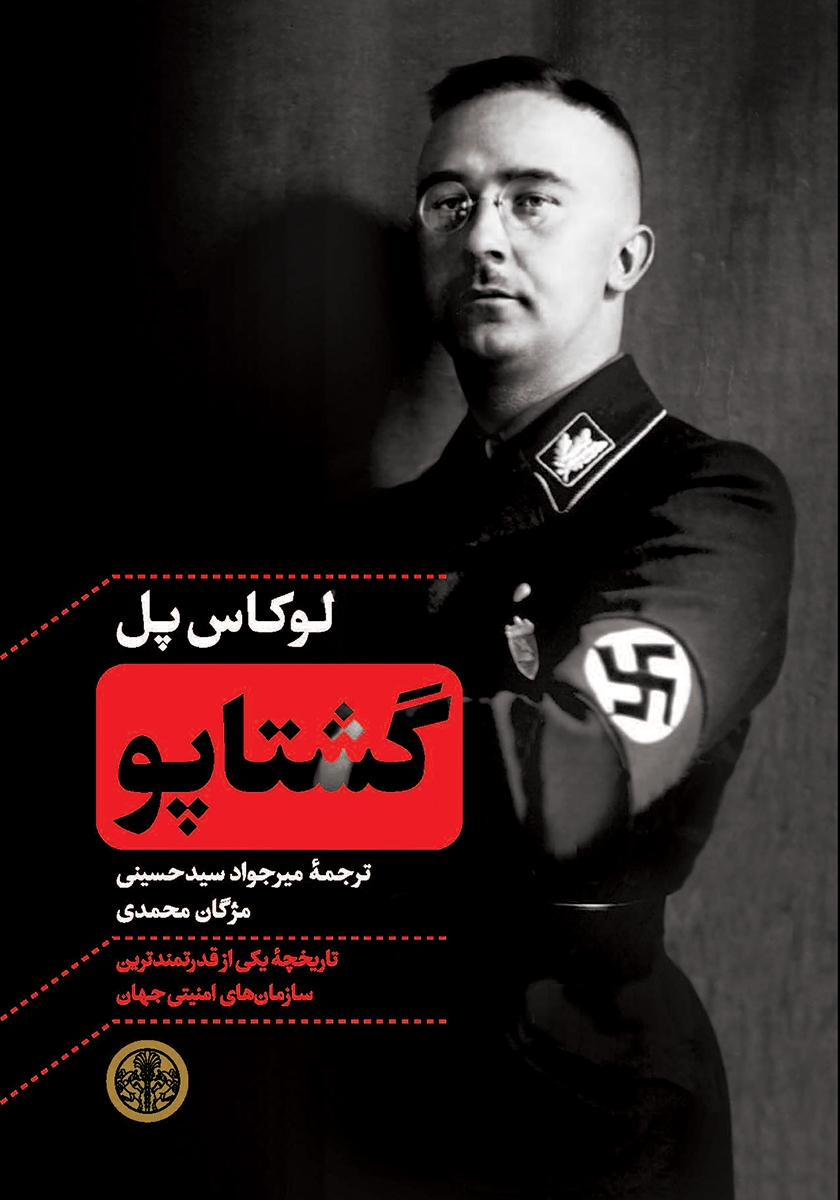 لوکاس پل
گشتاپو
ترجمهٔ میرجواد سیدحسینی
مژگان محمدی
تاریخچهٔ یکی از قدرتمندترین
سازمان‌های امنیتی جهان